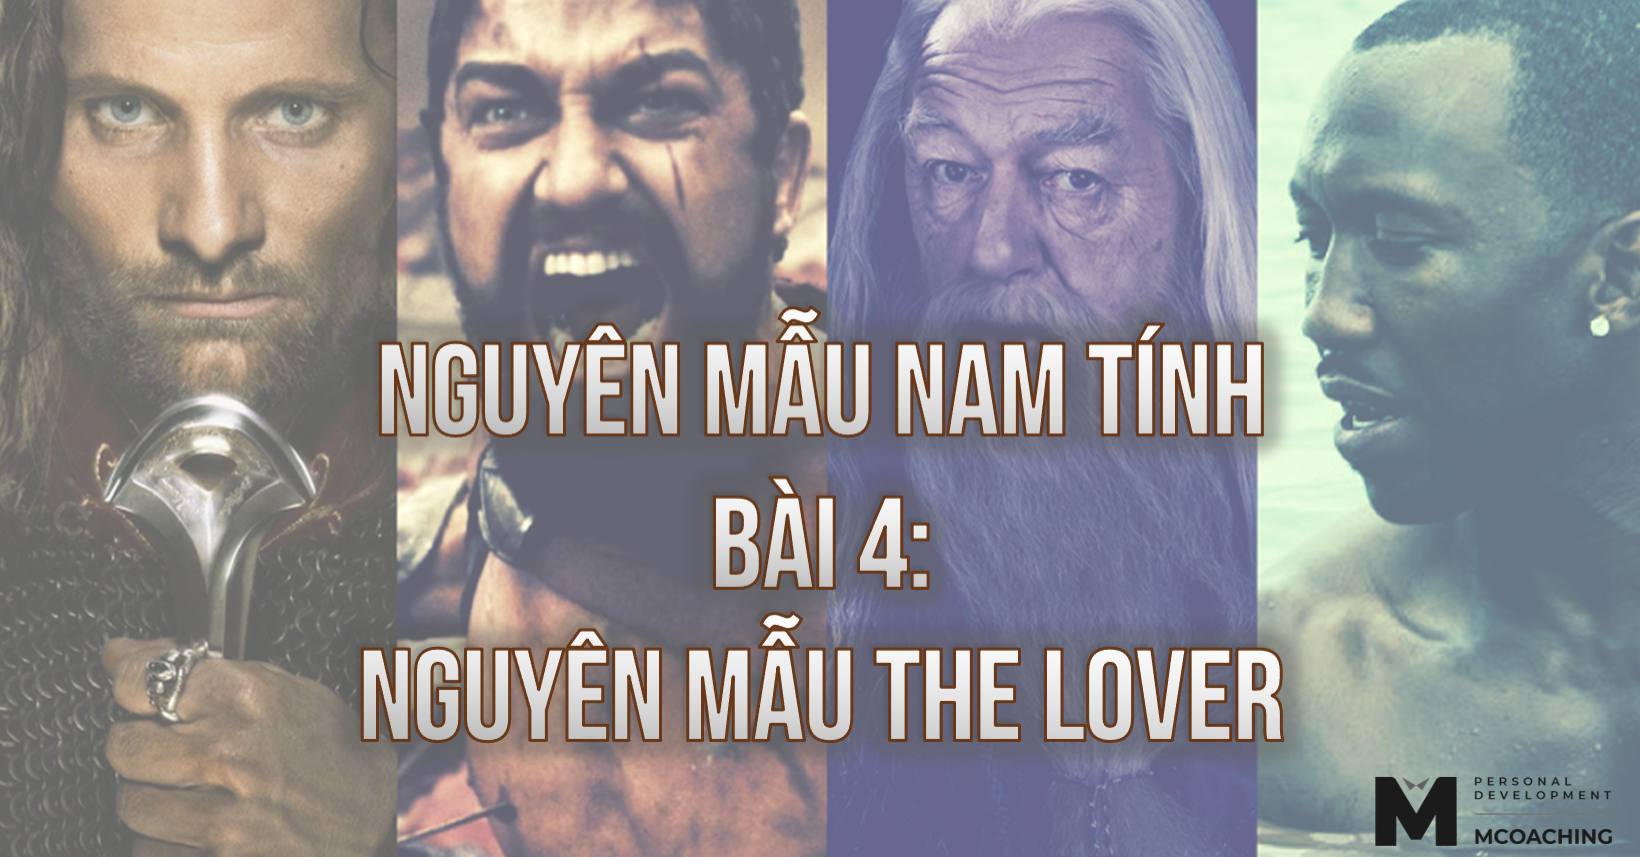 NGUYÊN MẪU NAM TÍNH
BÀI 4:
NGUYÊN MẪU THE LOVER
M
PERSONAL
DEVELOPMENT
MCOACHING